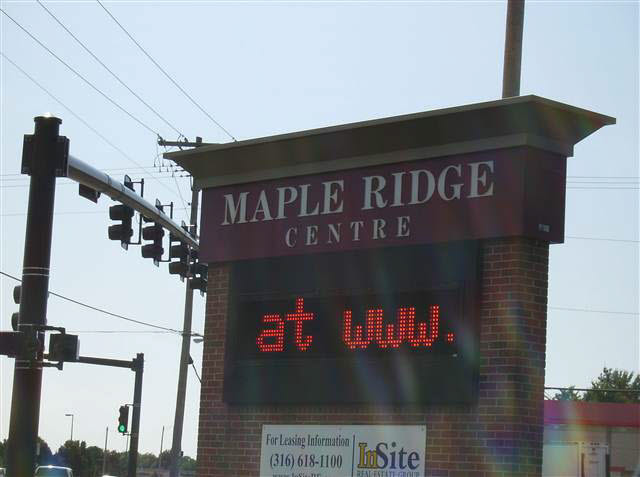 MAPLE RIDGE
CENTRE
at www.
For Leasing Information
(316) 618-1100
InSite
REAL ESTATE GROUP